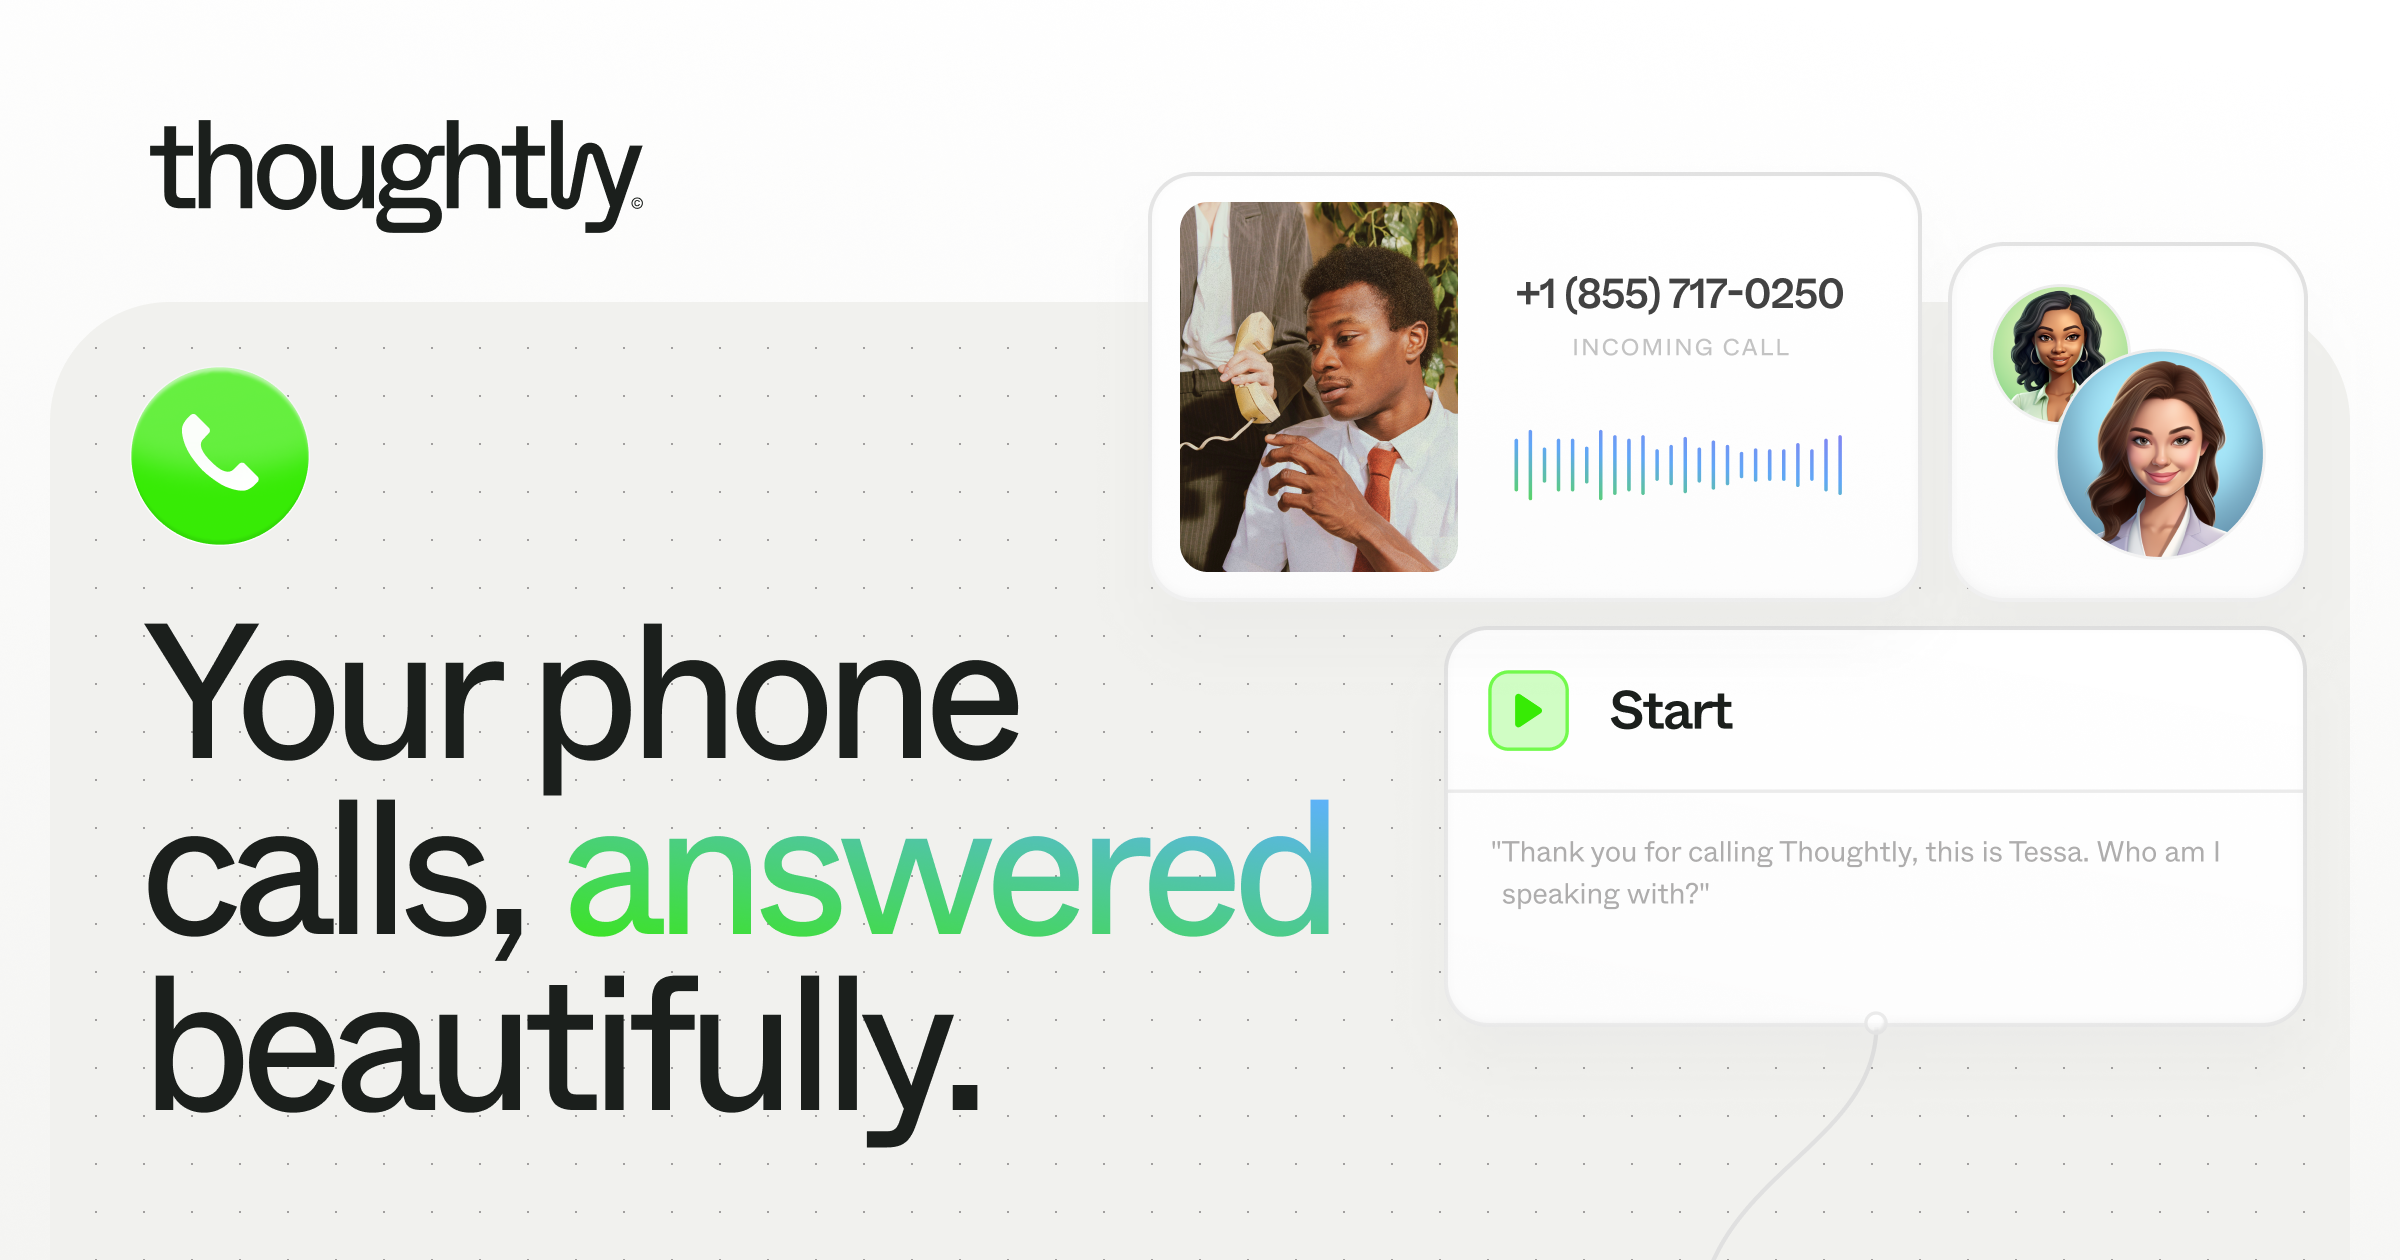 thoughtly©
+1 (855) 717-0250
INCOMING CALL
Your phone
calls, answered
beautifully.
Start
"Thank you for calling Thoughtly, this is Tessa. Who am I
speaking with?"